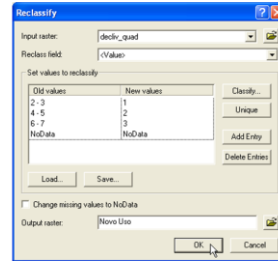 Reclassify
Input raster: decliv_quad
Reclass field: <Value>
Set values to reclassify
Old values New values Classify...
2 - 3 1
4 - 5 2 Unique
6 - 7 3
NoData NoData Add Entry
Delete Entries
Load... Save...
Change missing values to NoData
Output raster: Novo Uso
OK Cancel